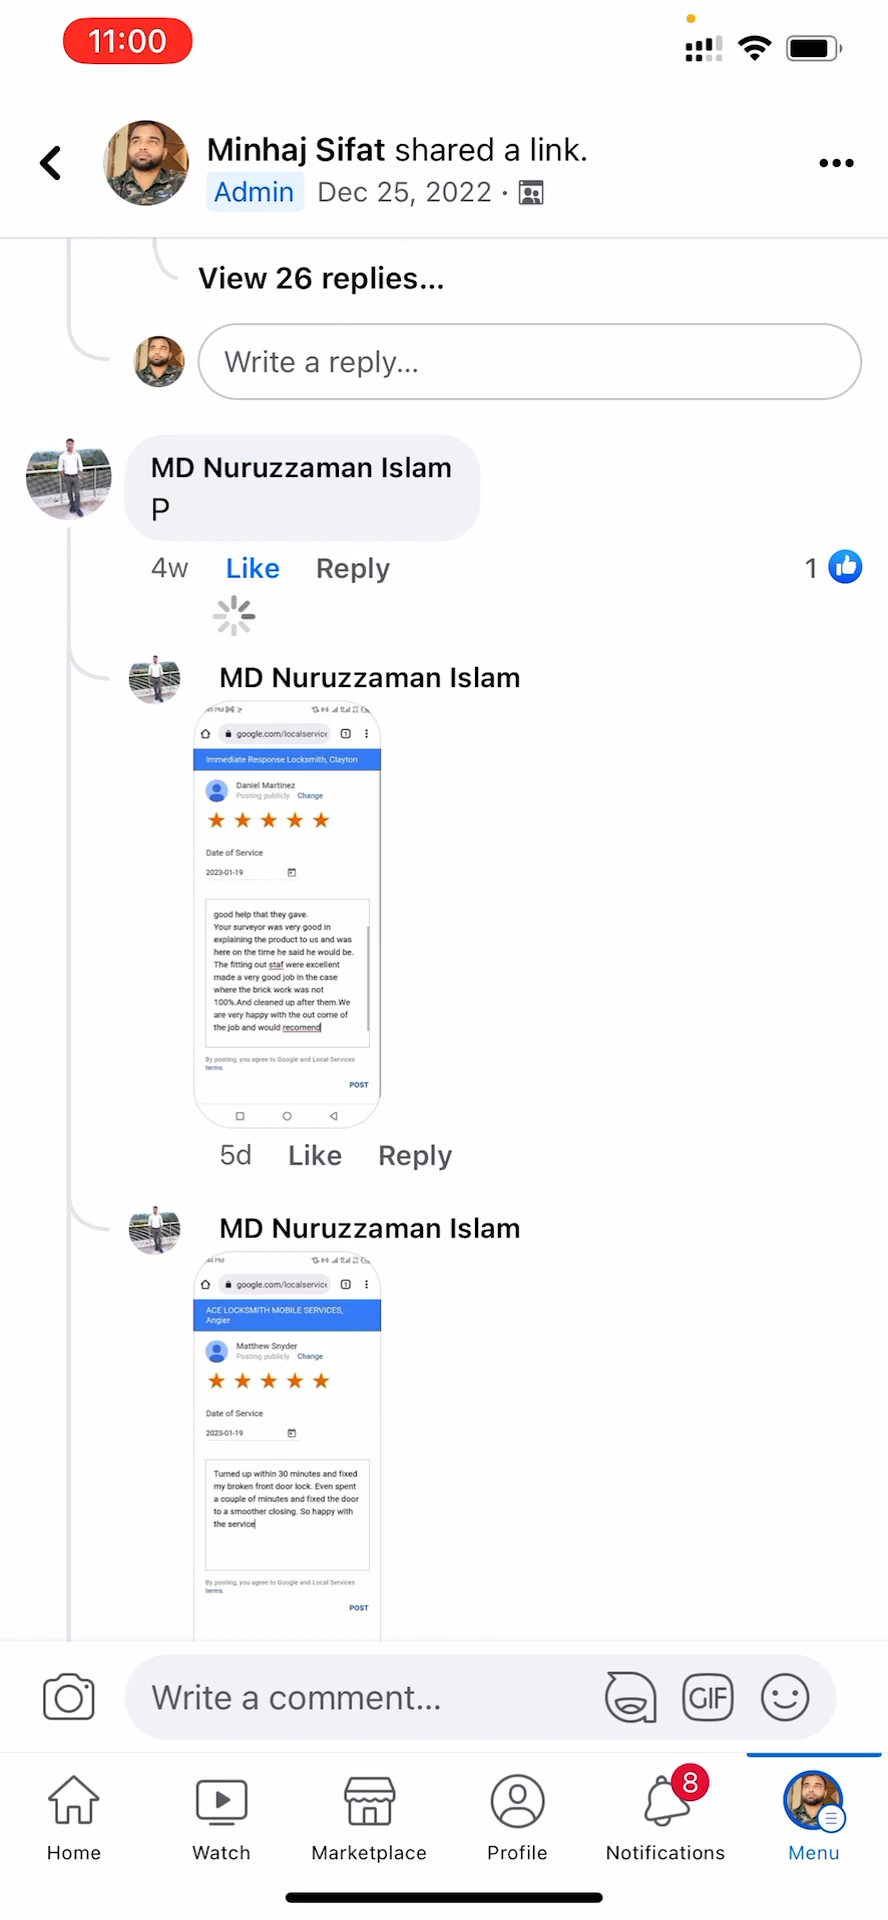 11:00
Minhaj Sifat shared a link.
Admin Dec 25, 2022 ·
View 26 replies...
Write a reply...
MD Nuruzzaman Islam
P
4w Like Reply 1
MD Nuruzzaman Islam
google.com/localservice
Immediate Response Locksmith, Clayton
Daniel Martinez
Posting publicly Change
Date of Service
2023-01-19
good help that they gave.
Your surveyor was very good in
explaining the product to us and was
here on the time he said he would be.
The fitting out staf were excellent
made a very good job in the case
where the brick work was not
100%.And cleaned up after them.We
are very happy with the out come of
the job and would recomend
By posting, you agree to Google and Local Services
terms.
POST
5d Like Reply
MD Nuruzzaman Islam
google.com/localservice
ACE LOCKSMITH MOBILE SERVICES,
Angier
Matthew Snyder
Posting publicly Change
Date of Service
2023-01-19
Turned up within 30 minutes and fixed
my broken front door lock. Even spent
a couple of minutes and fixed the door
to a smoother closing. So happy with
the service
By posting, you agree to Google and Local Services
terms.
POST
Write a comment...
GIF
8
Home Watch Marketplace Profile Notifications Menu